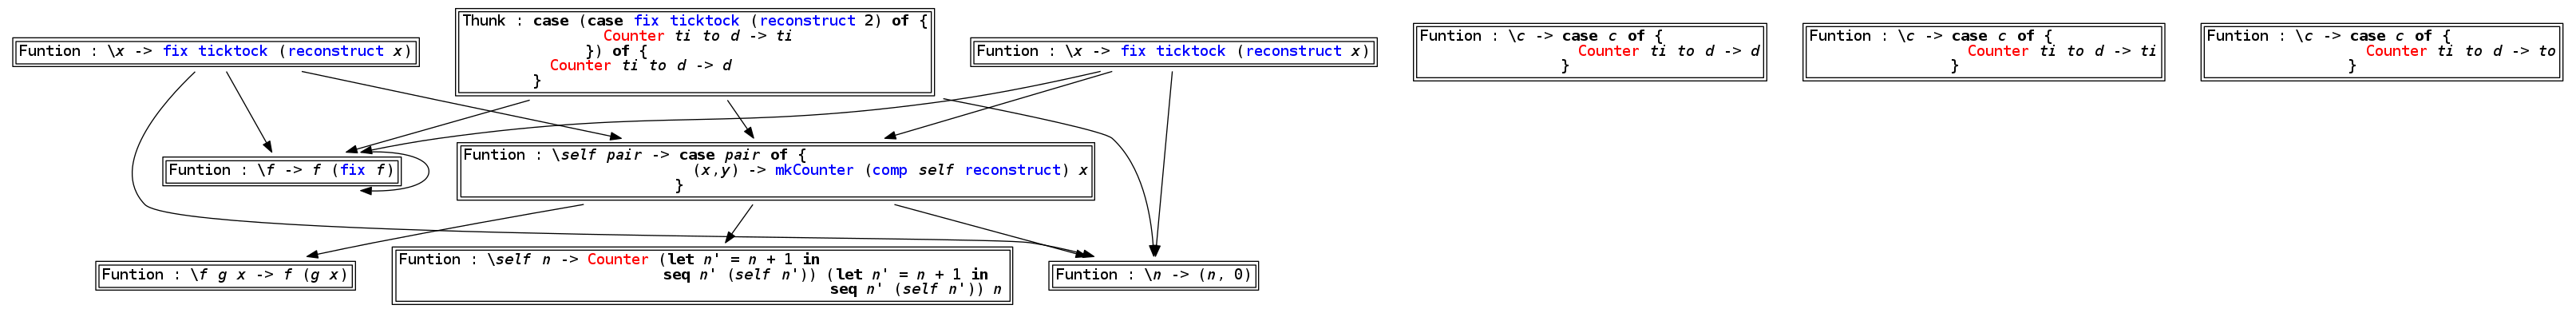 Funtion : \x -> fix ticktock (reconstruct x)
Thunk : case (case fix ticktock (reconstruct 2) of {
Counter ti to d -> ti
}) of {
Counter ti to d -> d
}
Funtion : \x -> fix ticktock (reconstruct x)
Funtion : \c -> case c of {
Counter ti to d -> d
}
Funtion : \c -> case c of {
Counter ti to d -> ti
}
Funtion : \c -> case c of {
Counter ti to d -> to
}
Funtion : \f -> f (fix f)
Funtion : \self pair -> case pair of {
(x,y) -> mkCounter (comp self reconstruct) x
}
Funtion : \f g x -> f (g x)
Funtion : \self n -> Counter (let n' = n + 1 in
seq n' (self n')) (let n' = n + 1 in
seq n' (self n')) n
Funtion : \n -> (n, 0)